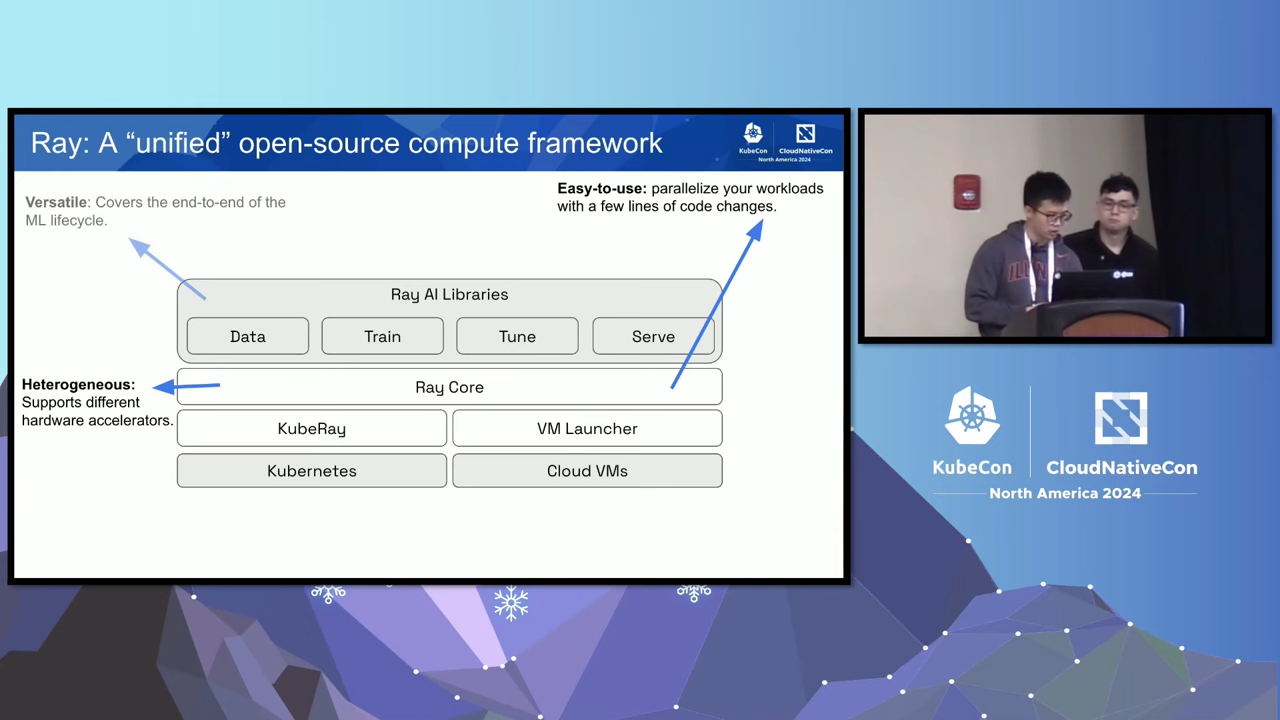 Ray: A “unified” open-source compute framework
KubeCon
CloudNativeCon
North America 2024
Versatile: Covers the end-to-end of the
ML lifecycle.
Easy-to-use: parallelize your workloads
with a few lines of code changes.
Ray AI Libraries
Data
Train
Tune
Serve
Heterogeneous:
Supports different
hardware accelerators.
Ray Core
KubeRay
VM Launcher
Kubernetes
Cloud VMs
KubeCon
CloudNativeCon
North America 2024